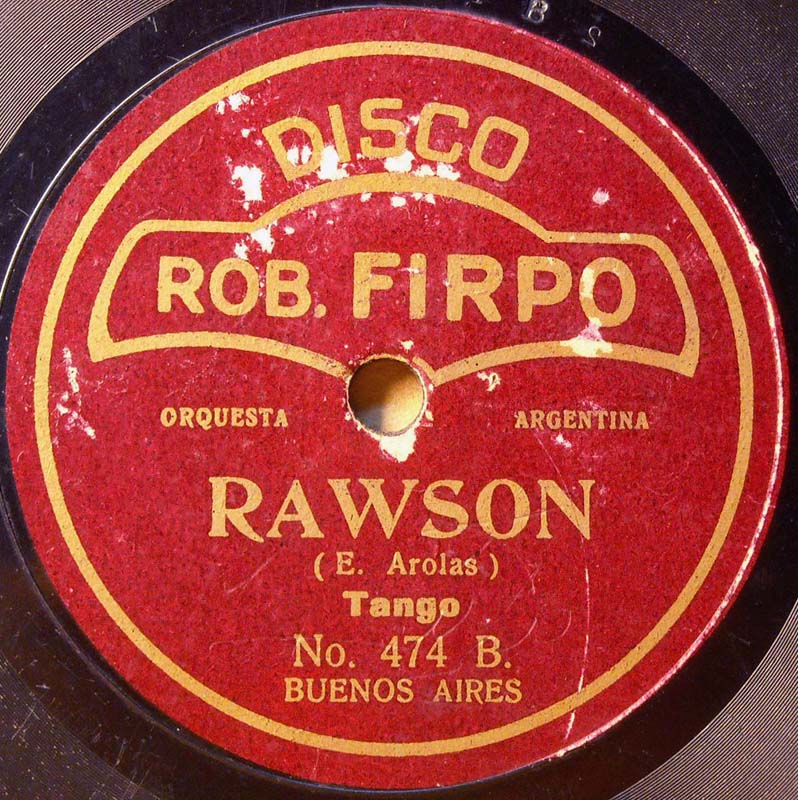 B S
DISCO
ROB. FIRPO
ORQUESTA ARGENTINA
RAWSON
(E. Arolas)
Tango
No. 474 B.
BUENOS AIRES